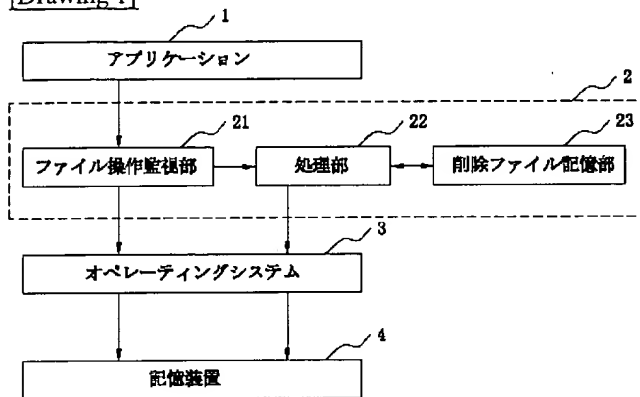 [Drawing 1]
1
アプリケーション
2
21
22
23
ファイル操作監視部
処理部
削除ファイル記憶部
3
オペレーティングシステム
4
記憶装置